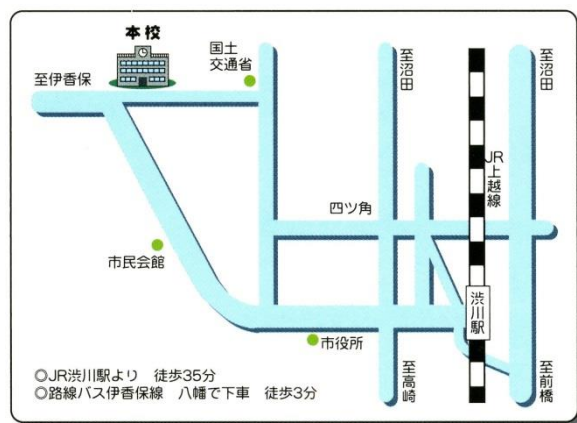 本校
国土
交通省
至伊香保
至沼田
至沼田
JR上越線
四ツ角
市民会館
渋川駅
市役所
至高崎
至前橋
◎JR渋川駅より 徒歩35分
◎路線バス伊香保線 八幡で下車 徒歩3分